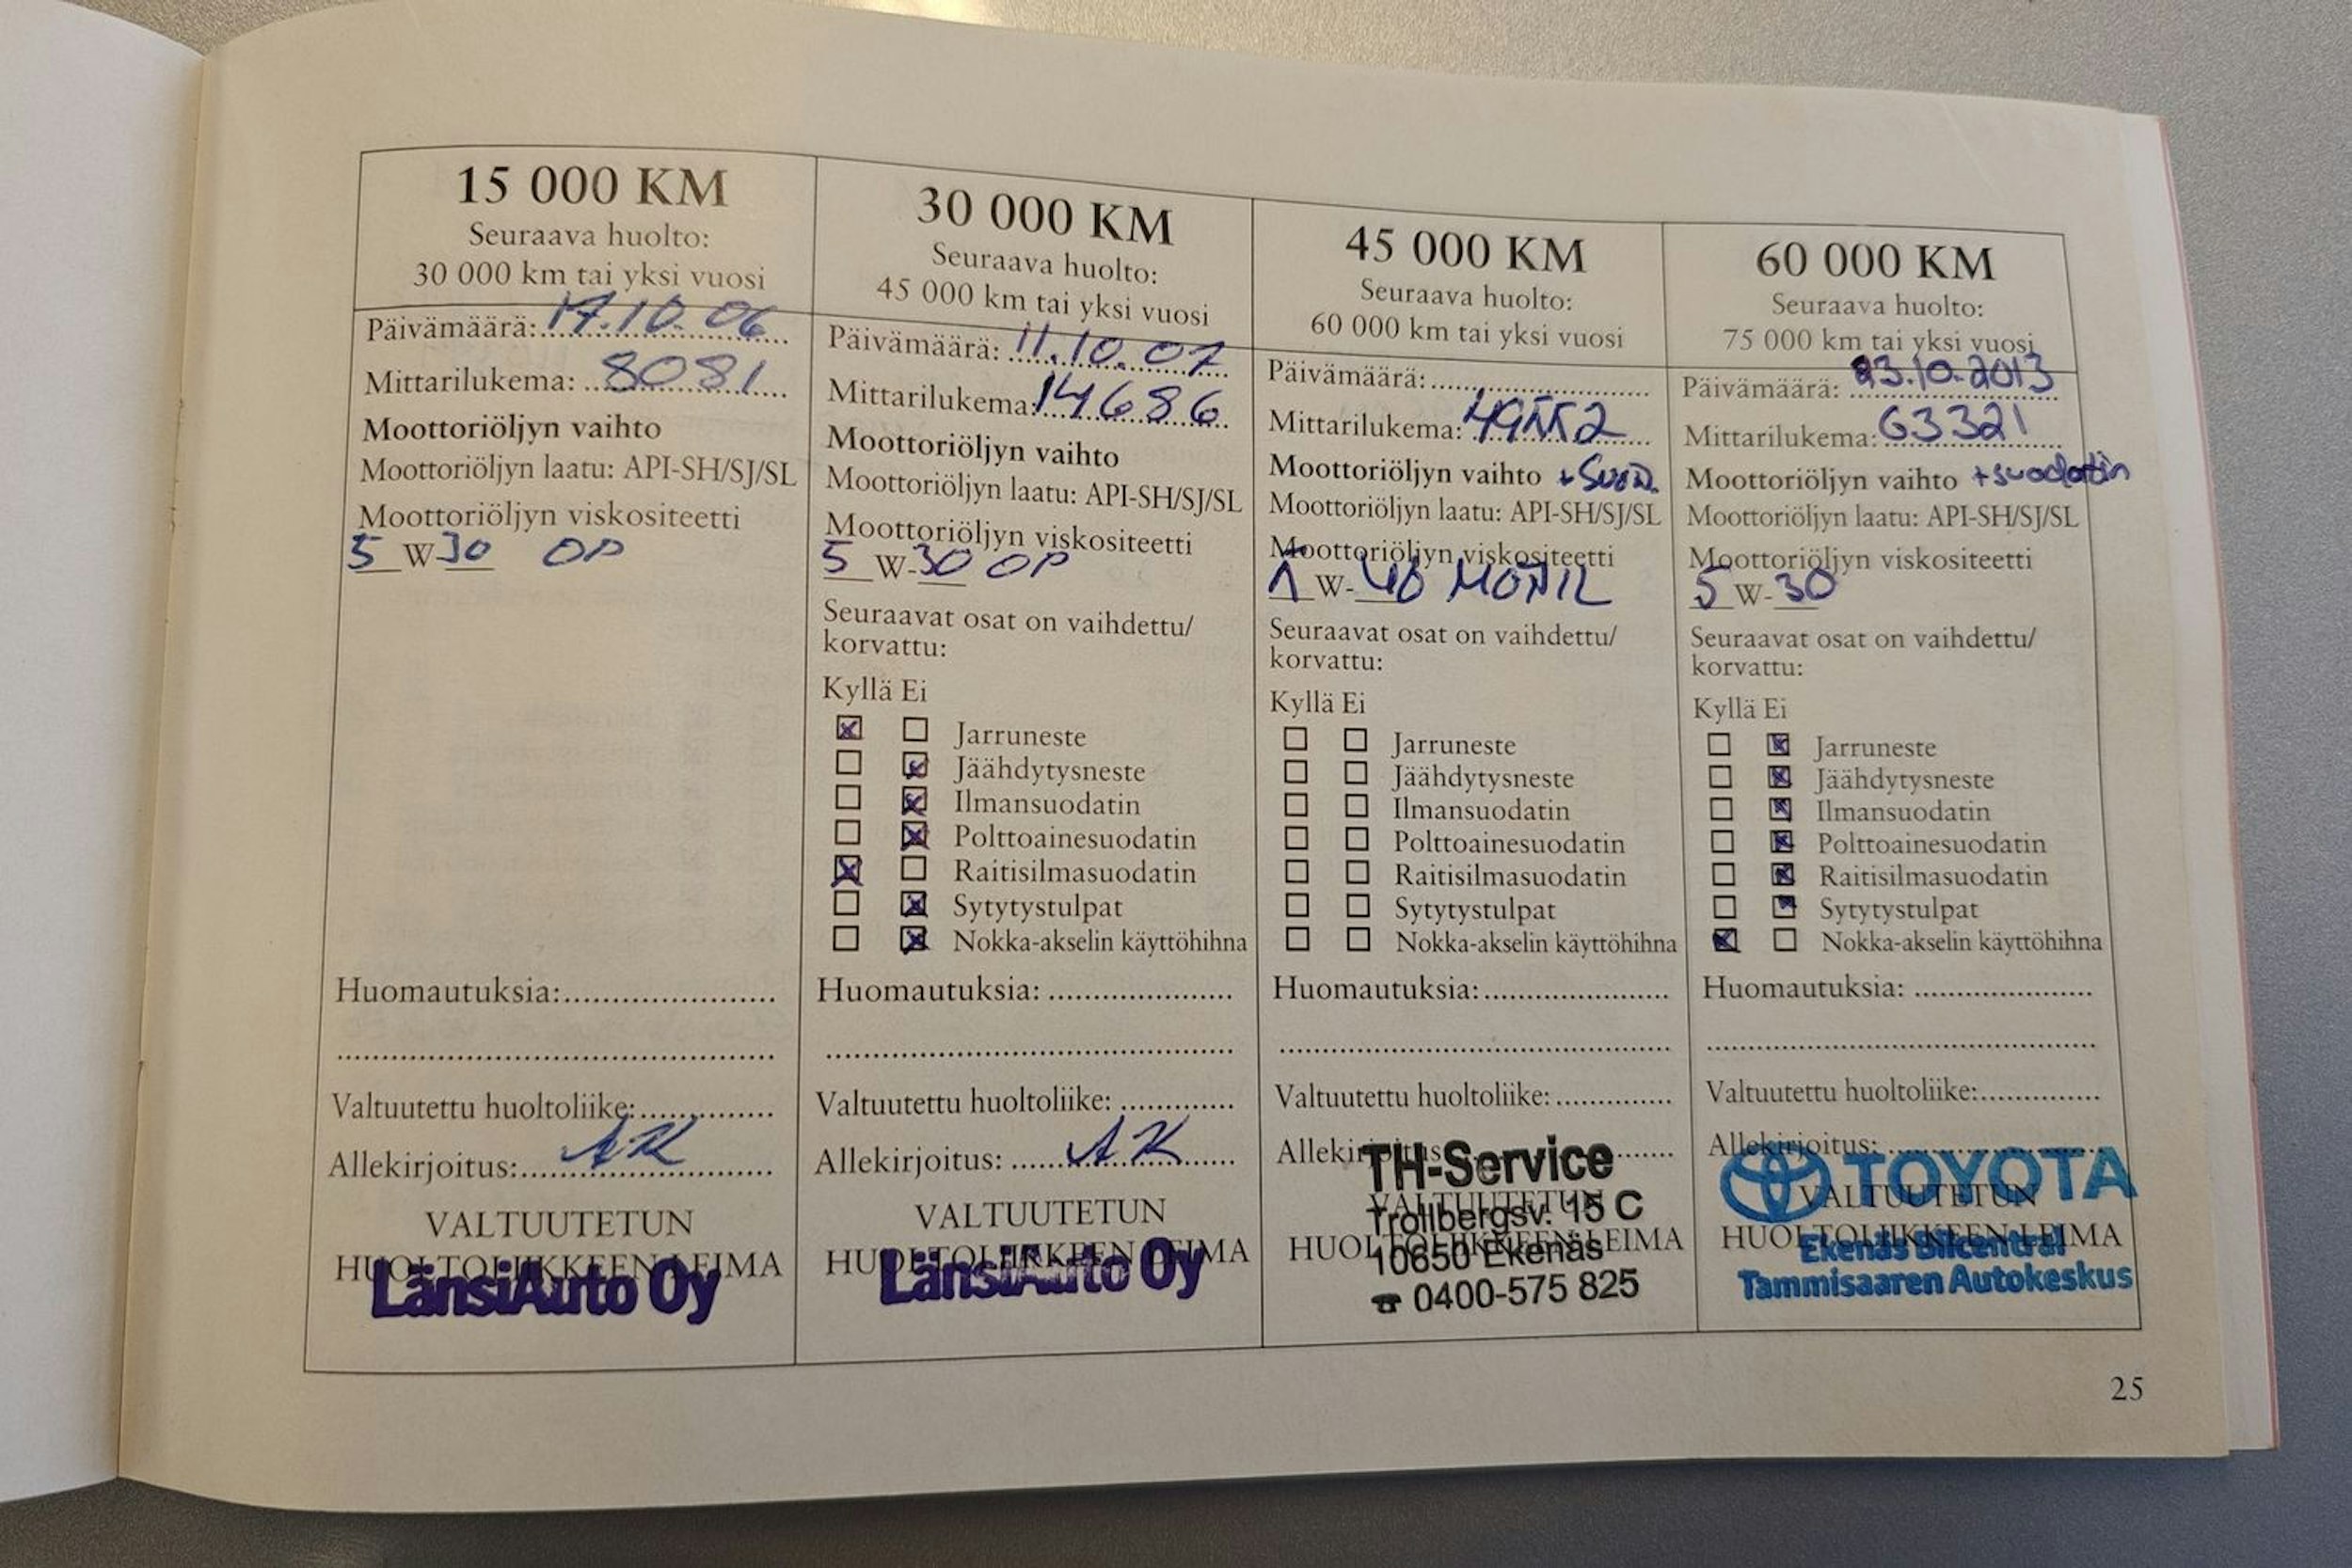 15 000 KM
Seuraava huolto:
30 000 km tai yksi vuosi
Päivämäärä: 17.10.06
Mittarilukema: 8081
Moottoriöljyn vaihto
Moottoriöljyn laatu: API-SH/SJ/SL
Moottoriöljyn viskositeetti
5 W-30 OP
Huomautuksia:
Valtuutettu huoltoliike:
Allekirjoitus: AK
VALTUUTETUN
HUOLTOLIIKKEEN LEIMA
LänsiAuto Oy
30 000 KM
Seuraava huolto:
45 000 km tai yksi vuosi
Päivämäärä: 11.10.07
Mittarilukema: 14686
Moottoriöljyn vaihto
Moottoriöljyn laatu: API-SH/SJ/SL
Moottoriöljyn viskositeetti
5 W-30 OP
Seuraavat osat on vaihdettu/
korvattu:
Kyllä Ei
Jarruneste
Jäähdytysneste
Ilmansuodatin
Polttoainesuodatin
Raitisilmasuodatin
Sytytystulpat
Nokka-akselin käyttöhihna
Huomautuksia:
Valtuutettu huoltoliike:
Allekirjoitus: AK
VALTUUTETUN
HUOLTOLIIKKEEN LEIMA
LänsiAuto Oy
45 000 KM
Seuraava huolto:
60 000 km tai yksi vuosi
Päivämäärä:
Mittarilukema:
Moottoriöljyn vaihto
Moottoriöljyn laatu: API-SH/SJ/SL
Moottoriöljyn viskositeetti
W-40
Seuraavat osat on vaihdettu/
korvattu:
Kyllä Ei
Jarruneste
Jäähdytysneste
Ilmansuodatin
Polttoainesuodatin
Raitisilmasuodatin
Sytytystulpat
Nokka-akselin käyttöhihna
Huomautuksia:
Valtuutettu huoltoliike:
Allekirjoitus:
TH-Service
VALTUUTETUN
Trollbergsv. 15 C
HUOLTOLIIKKEEN LEIMA
10650 Ekenäs
☎ 0400-575 825
60 000 KM
Seuraava huolto:
75 000 km tai yksi vuosi
Päivämäärä: 23.10.2013
Mittarilukema: 63321
Moottoriöljyn vaihto +suodatin
Moottoriöljyn laatu: API-SH/SJ/SL
Moottoriöljyn viskositeetti
5 W-30
Seuraavat osat on vaihdettu/
korvattu:
Kyllä Ei
Jarruneste
Jäähdytysneste
Ilmansuodatin
Polttoainesuodatin
Raitisilmasuodatin
Sytytystulpat
Nokka-akselin käyttöhihna
Huomautuksia:
Valtuutettu huoltoliike:
Allekirjoitus:
TOYOTA
VALTUUTETUN
HUOLTOLIIKKEEN LEIMA
Ekenäs Bilcentral
Tammisaaren Autokeskus
25